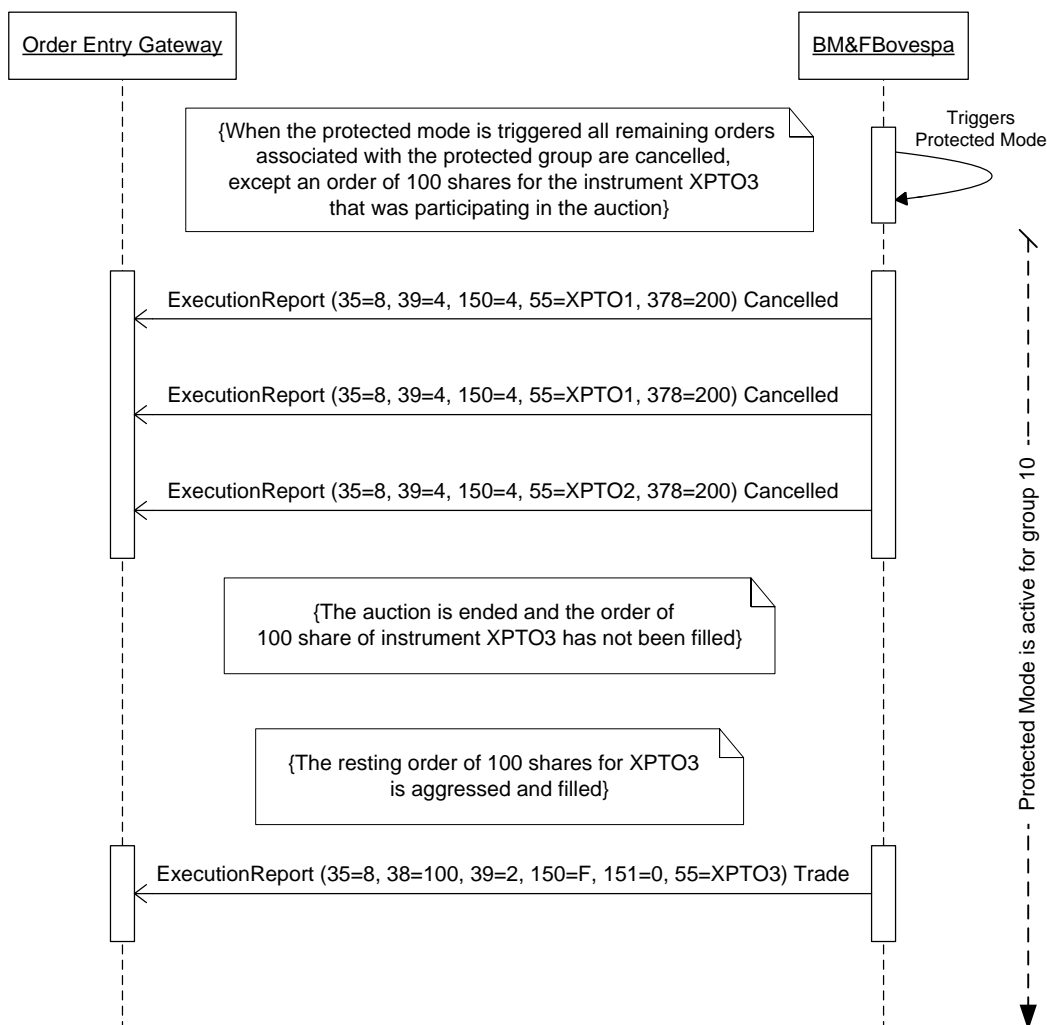 Order Entry Gateway
BM&FBovespa
Triggers
Protected Mode
{When the protected mode is triggered all remaining orders
associated with the protected group are cancelled,
except an order of 100 shares for the instrument XPTO3
that was participating in the auction}
ExecutionReport (35=8, 39=4, 150=4, 55=XPTO1, 378=200) Cancelled
ExecutionReport (35=8, 39=4, 150=4, 55=XPTO1, 378=200) Cancelled
ExecutionReport (35=8, 39=4, 150=4, 55=XPTO2, 378=200) Cancelled
Protected Mode is active for group 10
{The auction is ended and the order of
100 share of instrument XPTO3 has not been filled}
{The resting order of 100 shares for XPTO3
is aggressed and filled}
ExecutionReport (35=8, 38=100, 39=2, 150=F, 151=0, 55=XPTO3) Trade